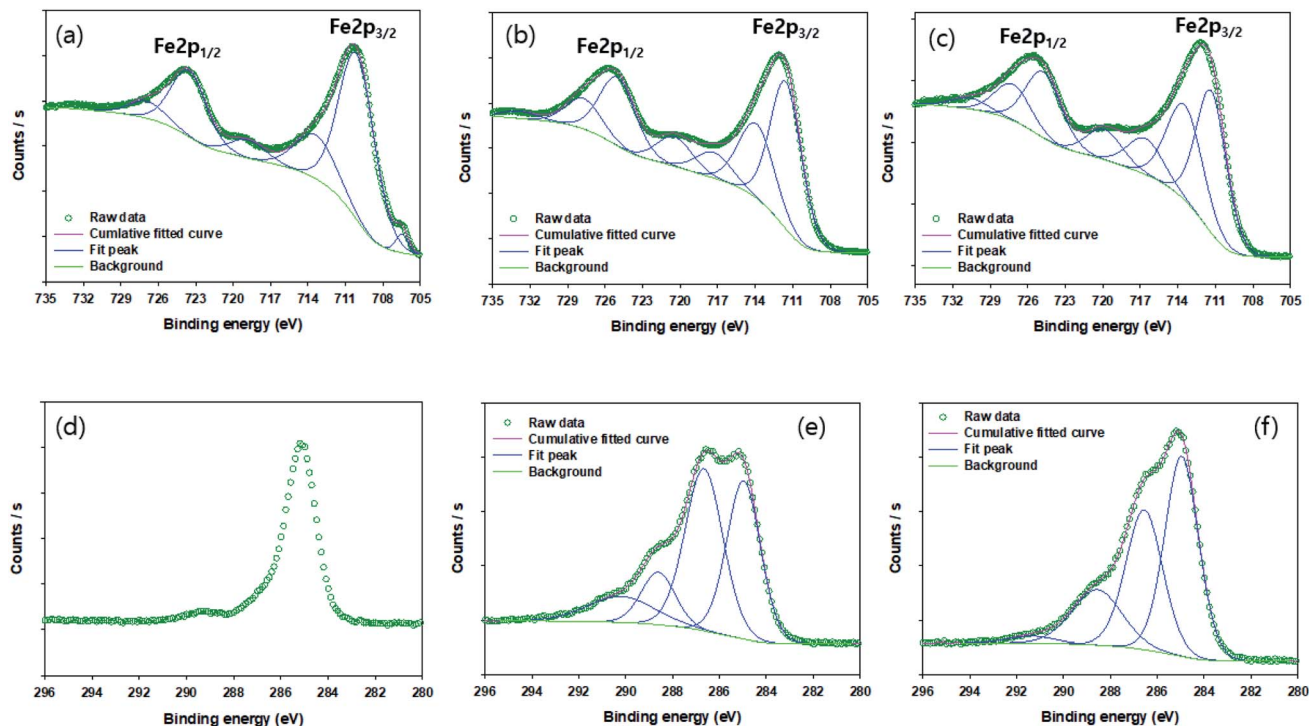 (a)
Fe2p1/2
Fe2p3/2
Counts / s
Raw data
Cumlative fitted curve
Fit peak
Background
735 732 729 726 723 720 717 714 711 708 705
Binding energy (eV)
(b)
Fe2p1/2
Fe2p3/2
Counts / s
Raw data
Cumlative fitted curve
Fit peak
Background
735 732 729 726 723 720 717 714 711 708 705
Binding energy (eV)
(c)
Fe2p1/2
Fe2p3/2
Counts / s
Raw data
Cumulative fitted curve
Fit peak
Background
735 732 729 726 723 720 717 714 711 708 705
Binding energy (eV)
(d)
Counts / s
296 294 292 290 288 286 284 282 280
Binding energy (eV)
(e)
Counts / s
Raw data
Cumulative fitted curve
Fit peak
Background
296 294 292 290 288 286 284 282 280
Binding energy (eV)
(f)
Counts / s
Raw data
Cumulative fitted curve
Fit peak
Background
296 294 292 290 288 286 284 282 280
Binding energy (eV)